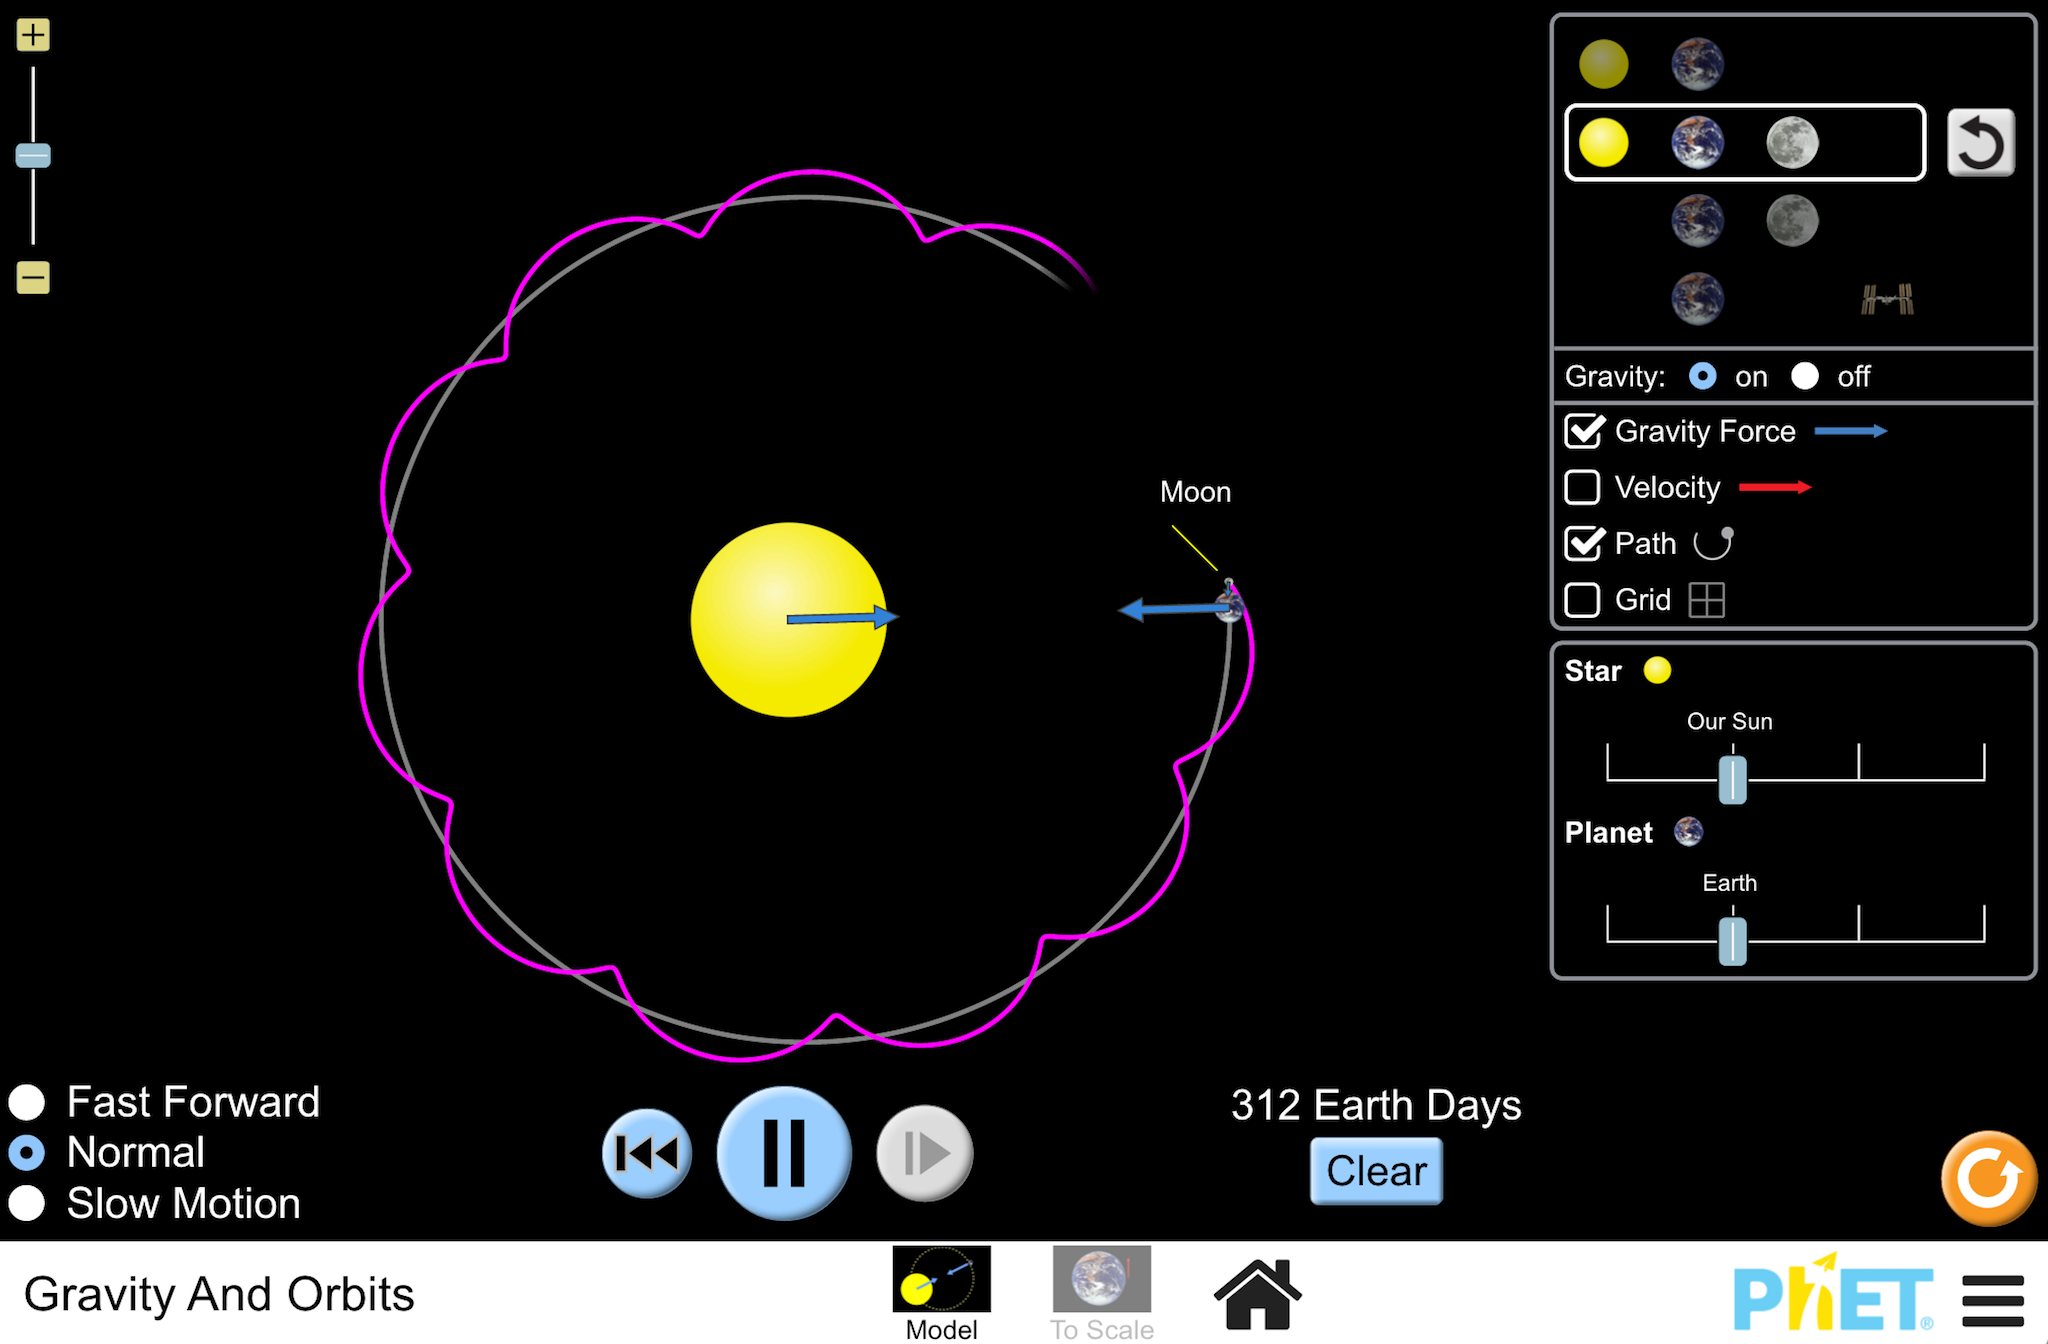 Moon
Gravity: on off
Gravity Force
Velocity
Path
Grid
Star
Our Sun
Planet
Earth
Fast Forward
Normal
Slow Motion
312 Earth Days
Clear
Gravity And Orbits
Model
To Scale
PhET®